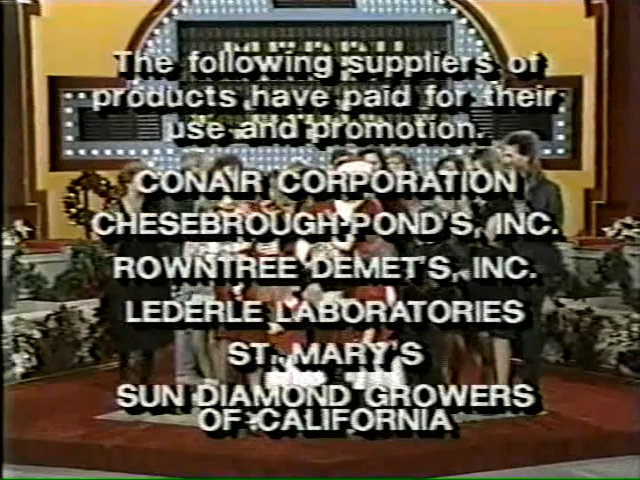 The following suppliers of
products have paid for their
use and promotion.
CONAIR CORPORATION
CHESEBROUGH-POND'S, INC.
ROWNTREE DEMET'S, INC.
LEDERLE LABORATORIES
ST. MARY'S
SUN DIAMOND GROWERS
OF CALIFORNIA